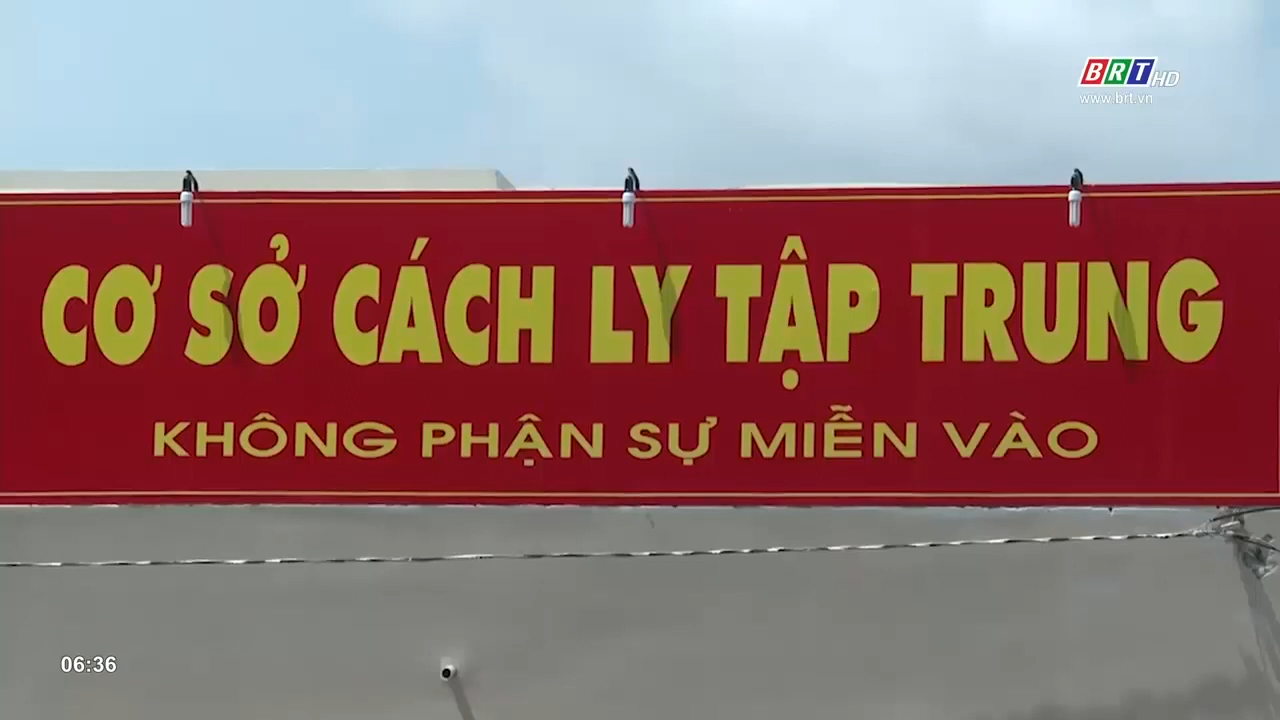 BRT HD
www.brt.vn
CƠ SỞ CÁCH LY TẬP TRUNG
KHÔNG PHẬN SỰ MIỄN VÀO
06:36